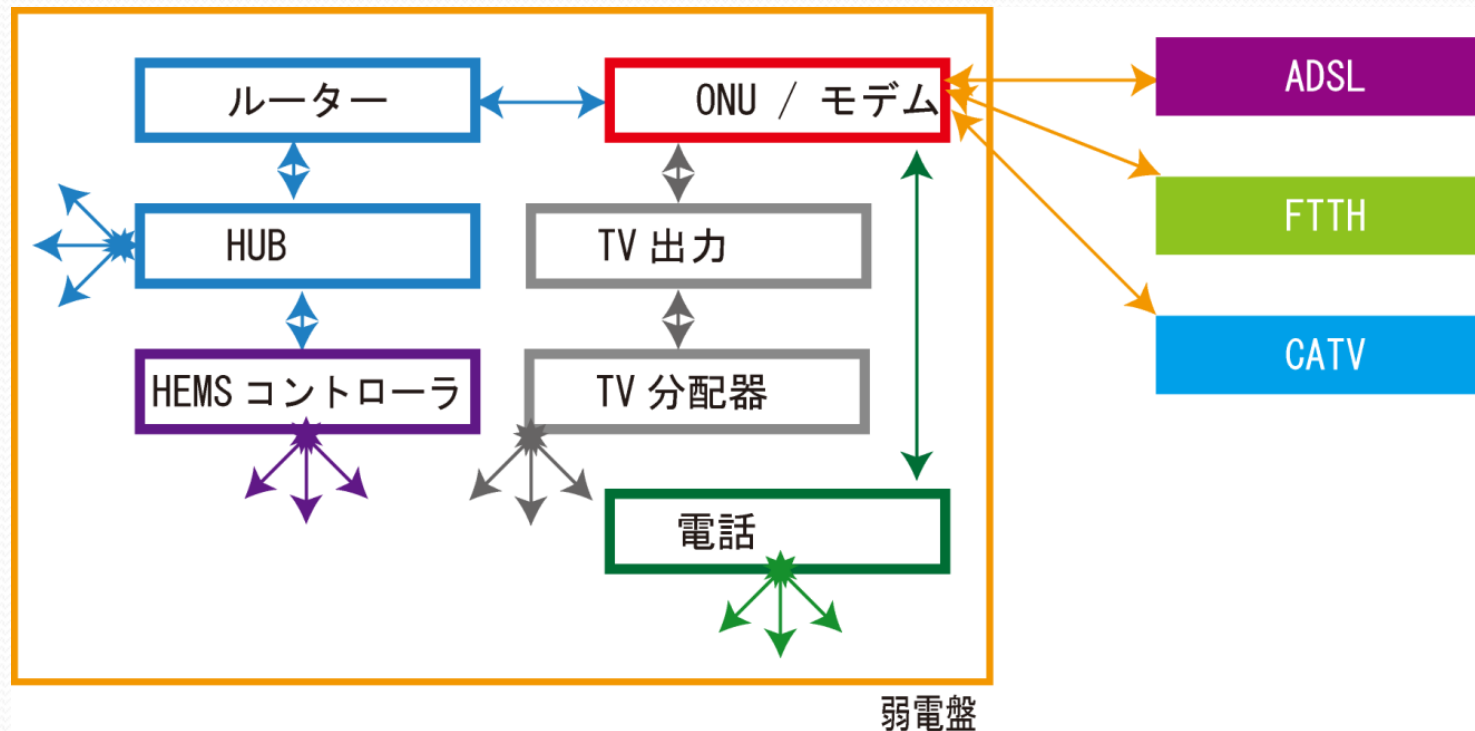 ルーター
ONU / モデム
ADSL
HUB
TV 出力
FTTH
HEMS コントローラ
TV 分配器
CATV
電話
弱電盤